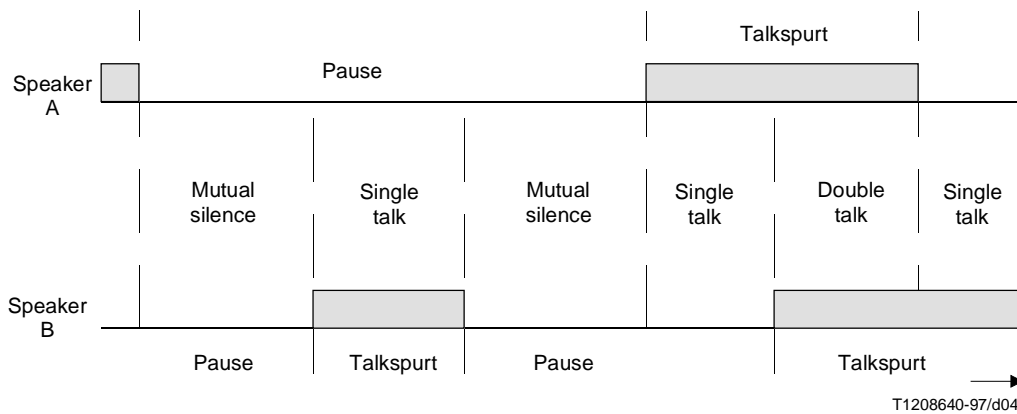 Talkspurt
Pause
Speaker
A
Mutual
silence
Single
talk
Mutual
silence
Single
talk
Double
talk
Single
talk
Speaker
B
Pause
Talkspurt
Pause
Talkspurt
T1208640-97/d04